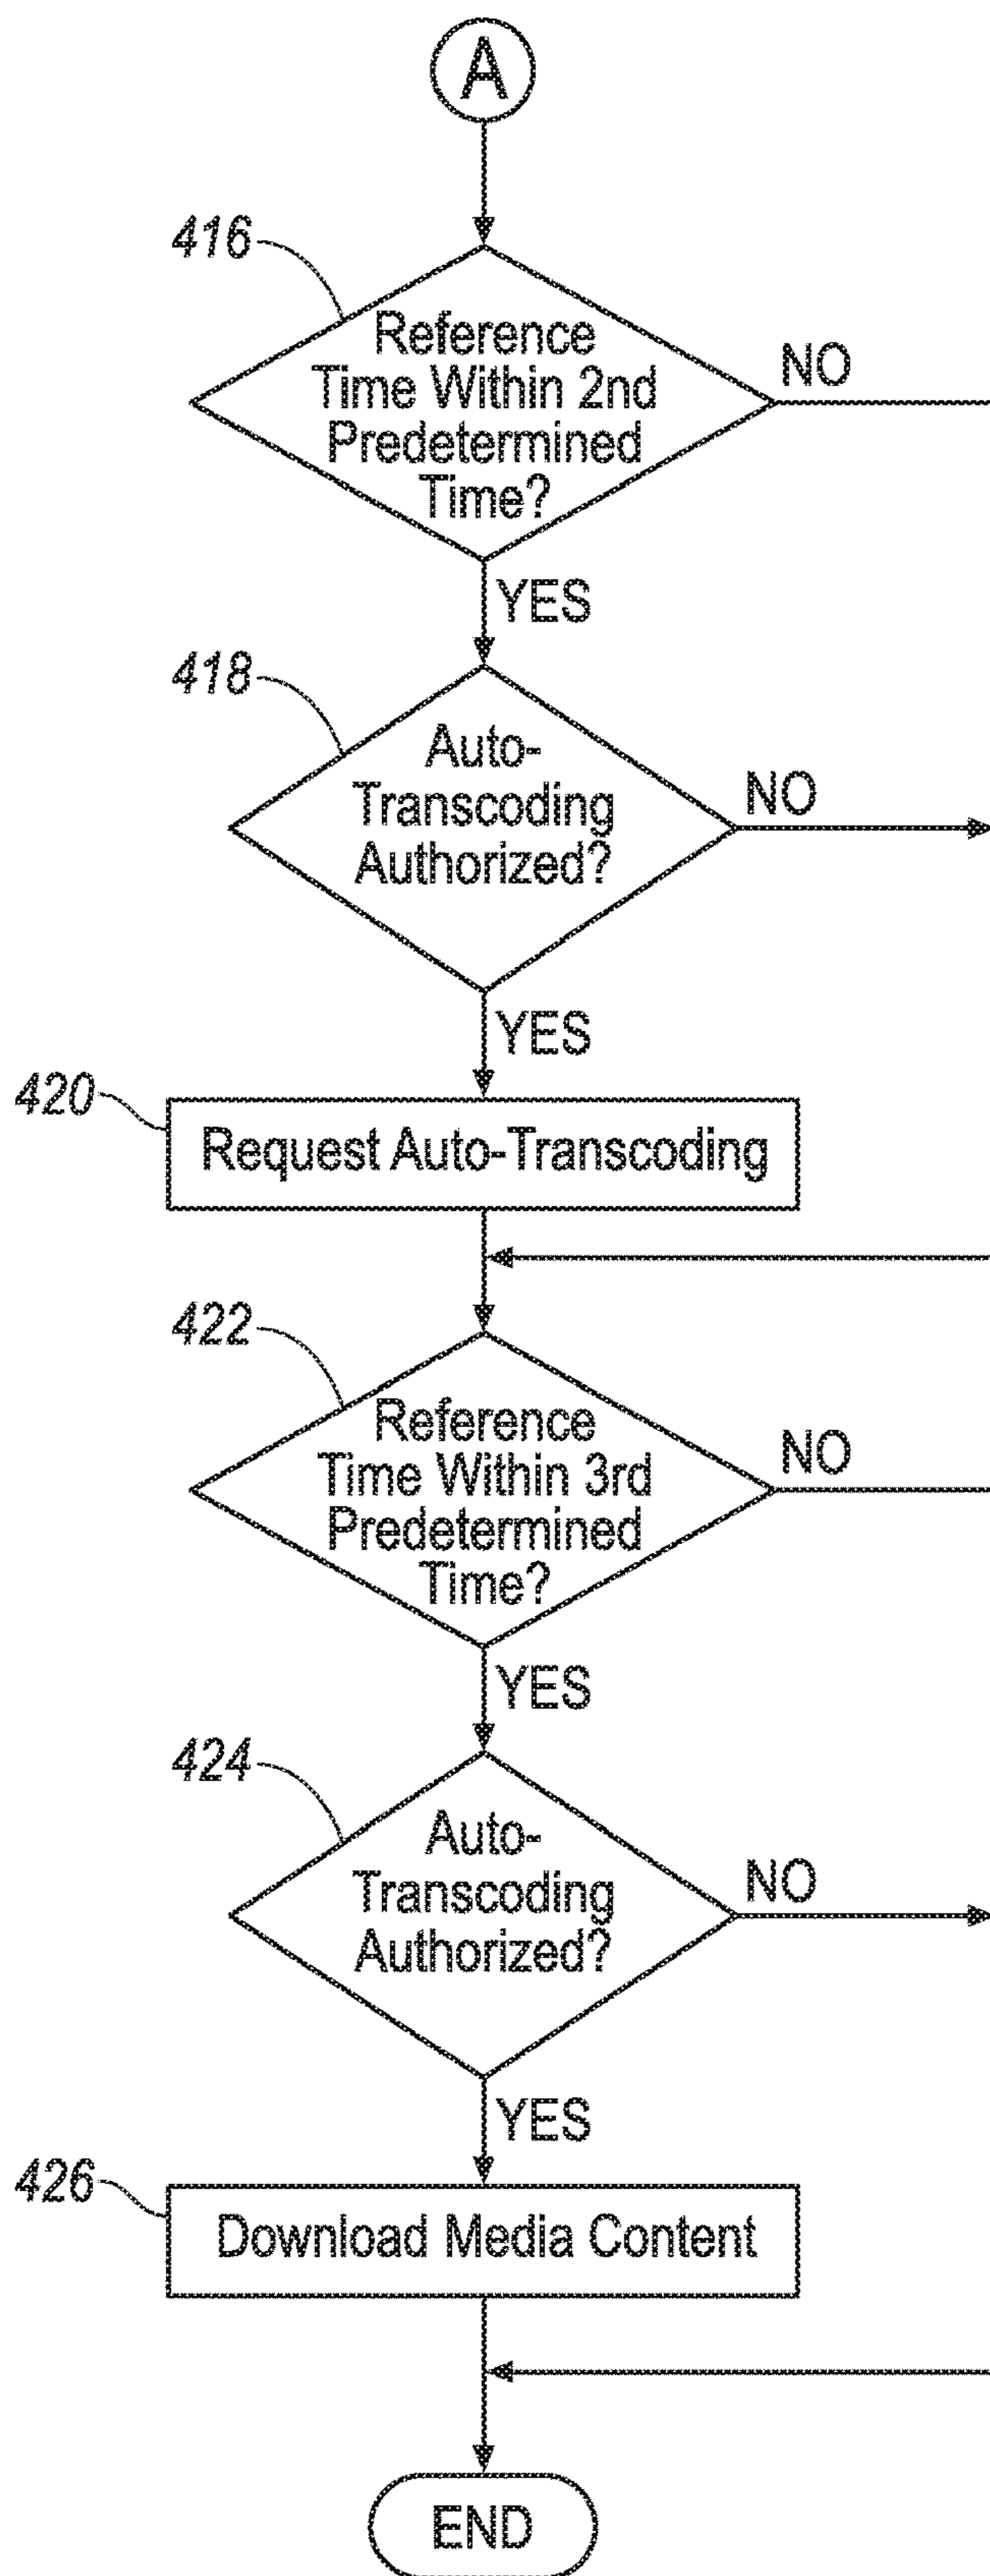 A
416
Reference
Time Within 2nd
Predetermined
Time?
NO
YES
418
Auto-
Transcoding
Authorized?
NO
YES
420
Request Auto-Transcoding
422
Reference
Time Within 3rd
Predetermined
Time?
NO
YES
424
Auto-
Transcoding
Authorized?
NO
YES
426
Download Media Content
END